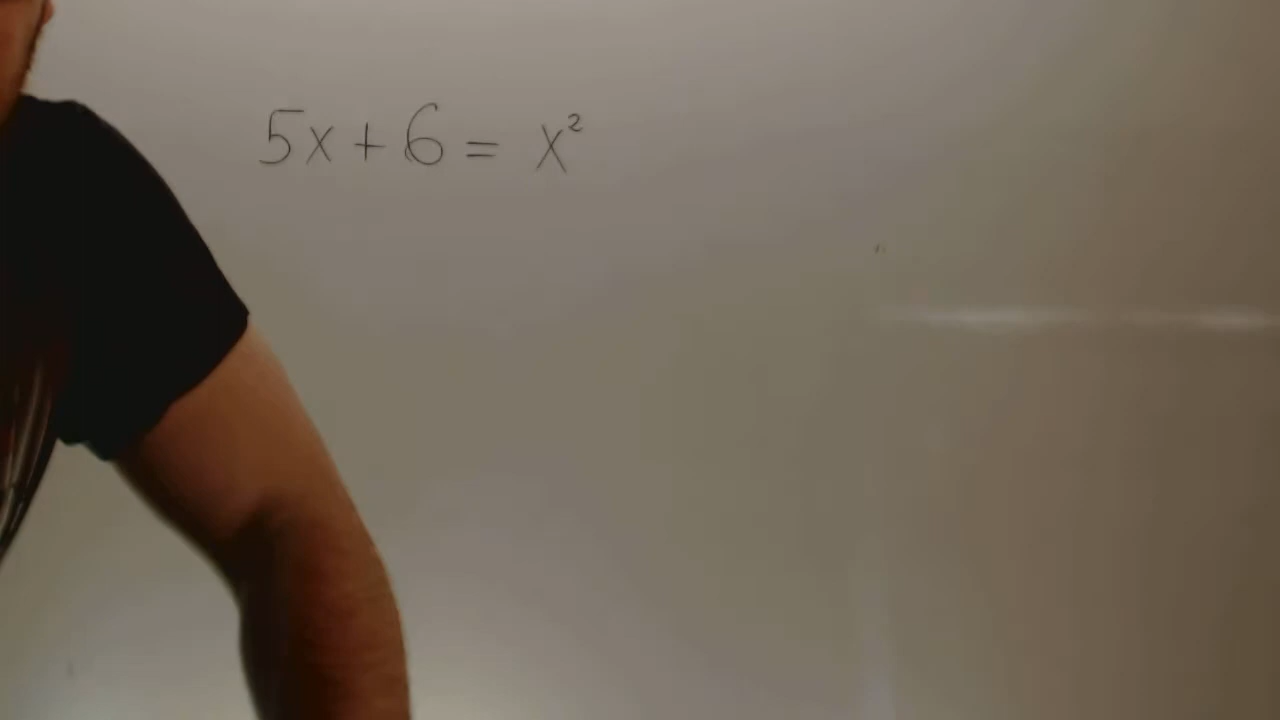 5x + 6 = x²